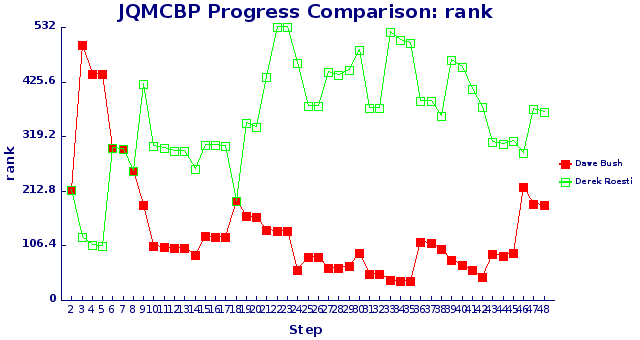 JQMCBP Progress Comparison: rank
532
425.6
319.2
212.8
106.4
0
rank
2 3 4 5 6 7 8 9 10 11 12 13 14 15 16 17 18 19 20 21 22 23 24 25 26 27 28 29 30 31 32 33 34 35 36 37 38 39 40 41 42 43 44 45 46 47 48
Step
Dave Bush
Derek Roesti